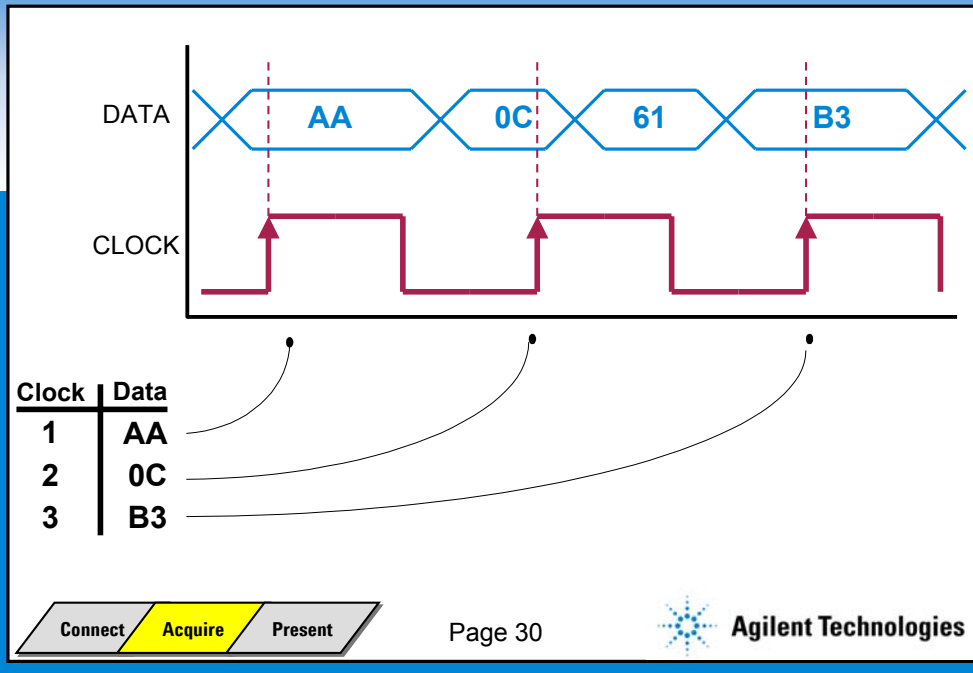 DATA AA 0C 61 B3
CLOCK
Clock Data
1 AA
2 0C
3 B3
Connect Acquire Present Page 30 Agilent Technologies